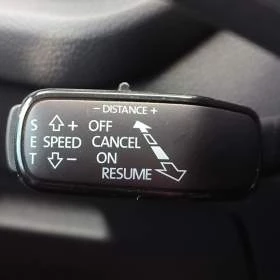 - DISTANCE +
S + OFF
E SPEED CANCEL
T - ON
RESUME